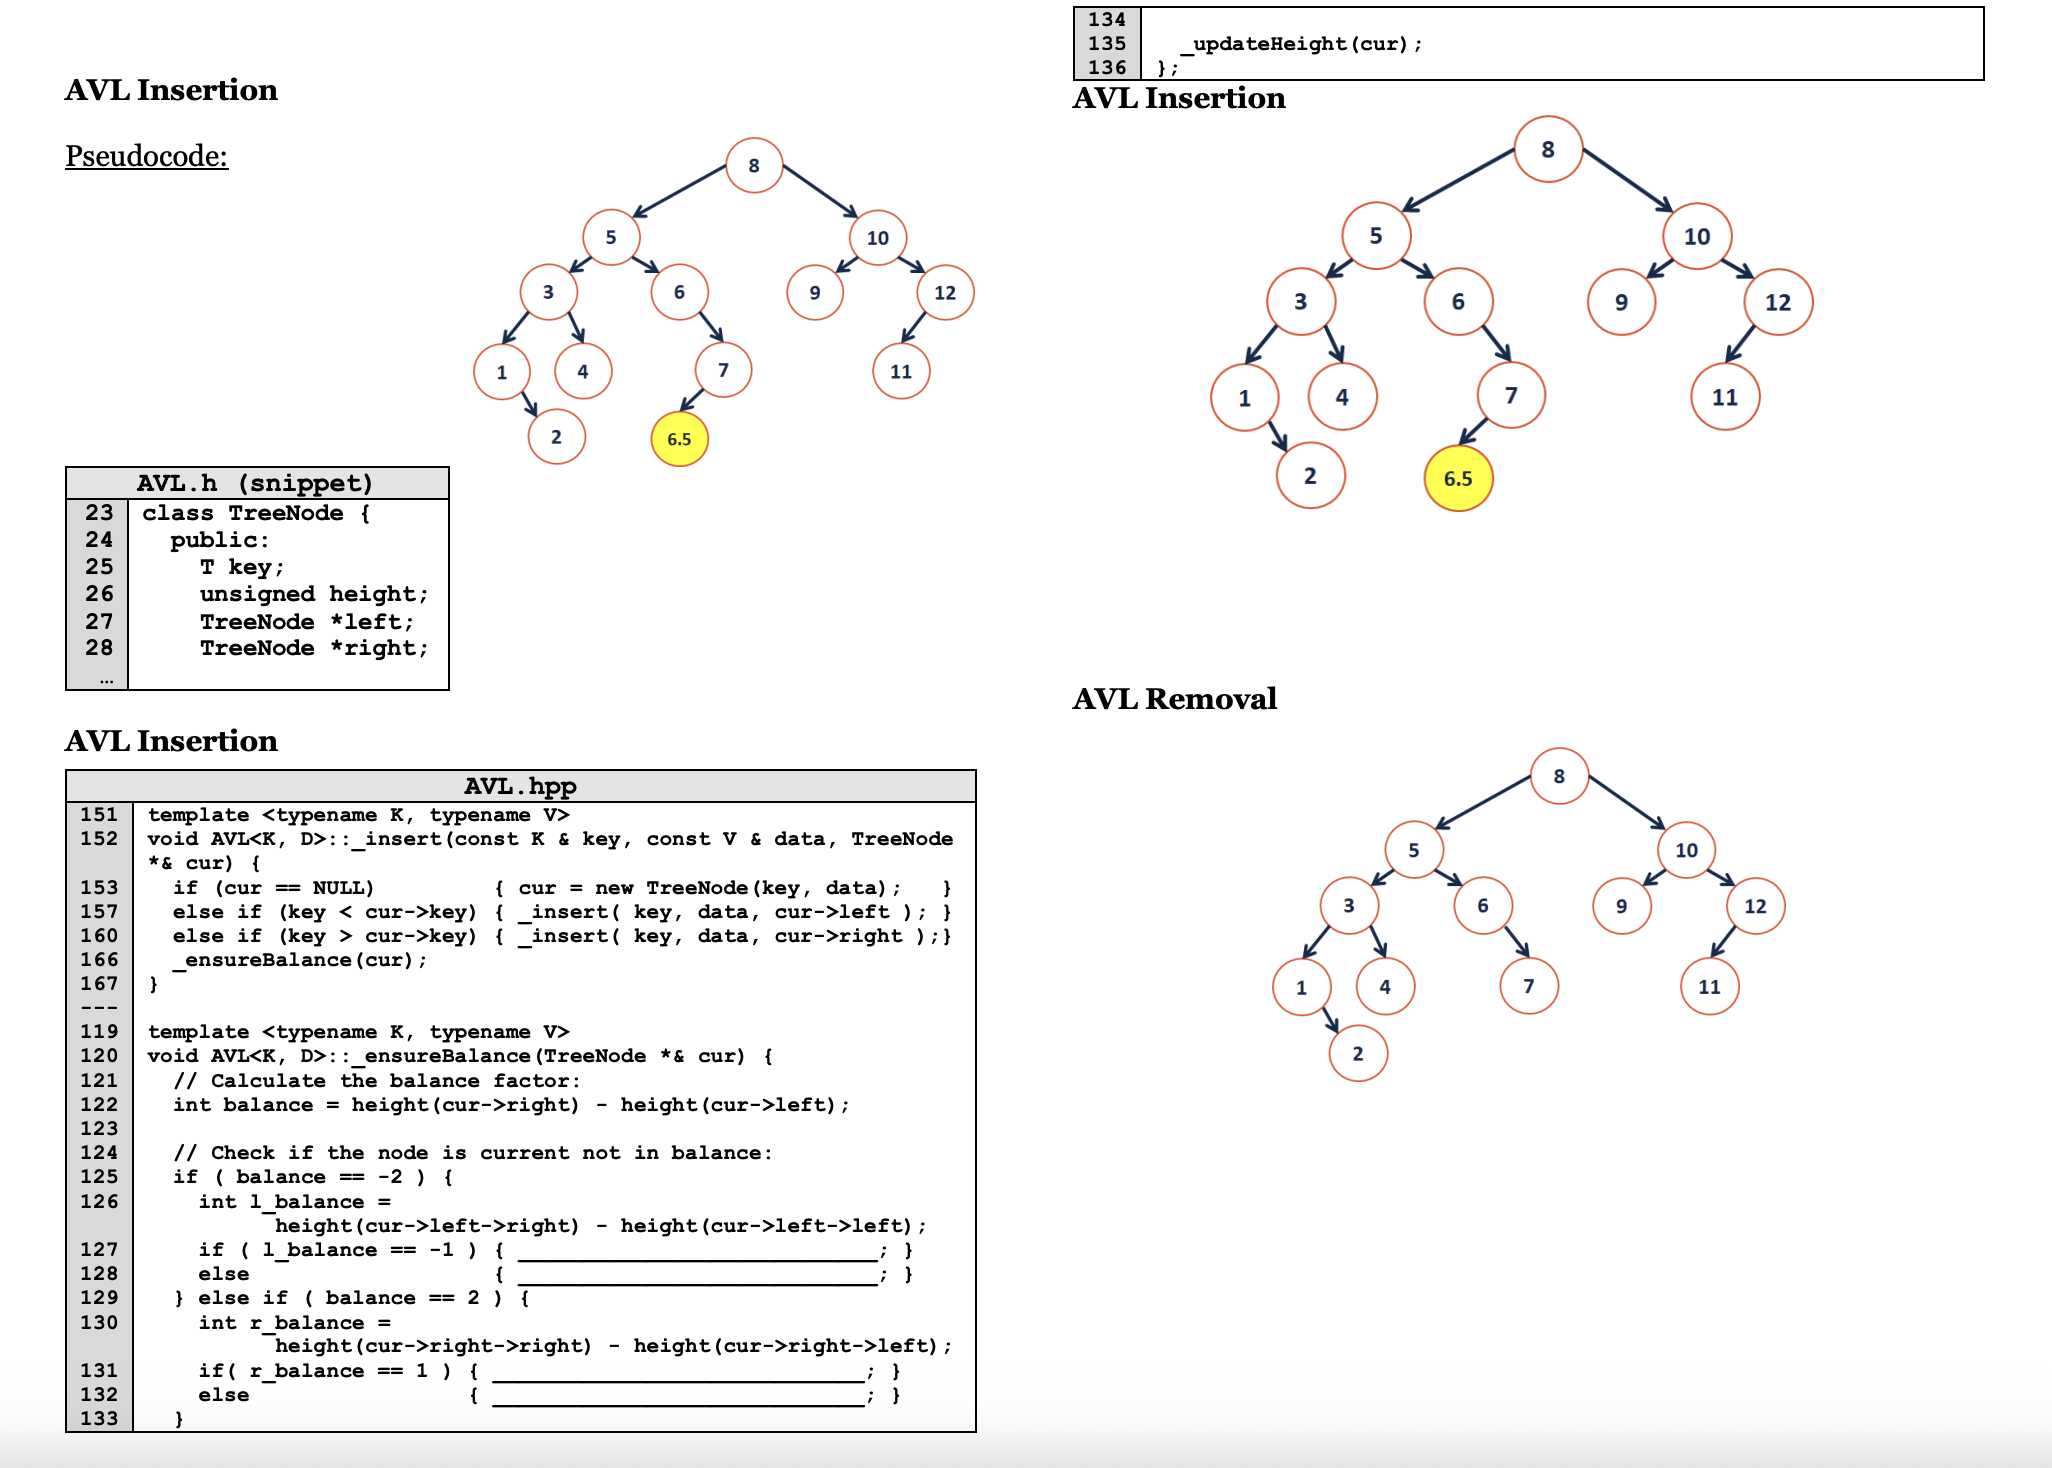 AVL Insertion
Pseudocode:
8
5
10
3
6
9
12
1
4
7
11
2
6.5
AVL.h (snippet)
23 class TreeNode {
24 public:
25 T key;
26 unsigned height;
27 TreeNode *left;
28 TreeNode *right;
…
AVL Insertion
AVL.hpp
151 template <typename K, typename V>
152 void AVL<K, D>::_insert(const K & key, const V & data, TreeNode
*& cur) {
153 if (cur == NULL) { cur = new TreeNode(key, data); }
157 else if (key < cur->key) { _insert( key, data, cur->left ); }
160 else if (key > cur->key) { _insert( key, data, cur->right );}
166 _ensureBalance(cur);
167 }
---
119 template <typename K, typename V>
120 void AVL<K, D>::_ensureBalance(TreeNode *& cur) {
121 // Calculate the balance factor:
122 int balance = height(cur->right) - height(cur->left);
123
124 // Check if the node is current not in balance:
125 if ( balance == -2 ) {
126 int l_balance =
height(cur->left->right) - height(cur->left->left);
127 if ( l_balance == -1 ) { ____________________________; }
128 else { ____________________________; }
129 } else if ( balance == 2 ) {
130 int r_balance =
height(cur->right->right) - height(cur->right->left);
131 if( r_balance == 1 ) { _____________________________; }
132 else { _____________________________; }
133 }
134
135 _updateHeight(cur);
136 };
AVL Insertion
8
5
10
3
6
9
12
1
4
7
11
2
6.5
AVL Removal
8
5
10
3
6
9
12
1
4
7
11
2